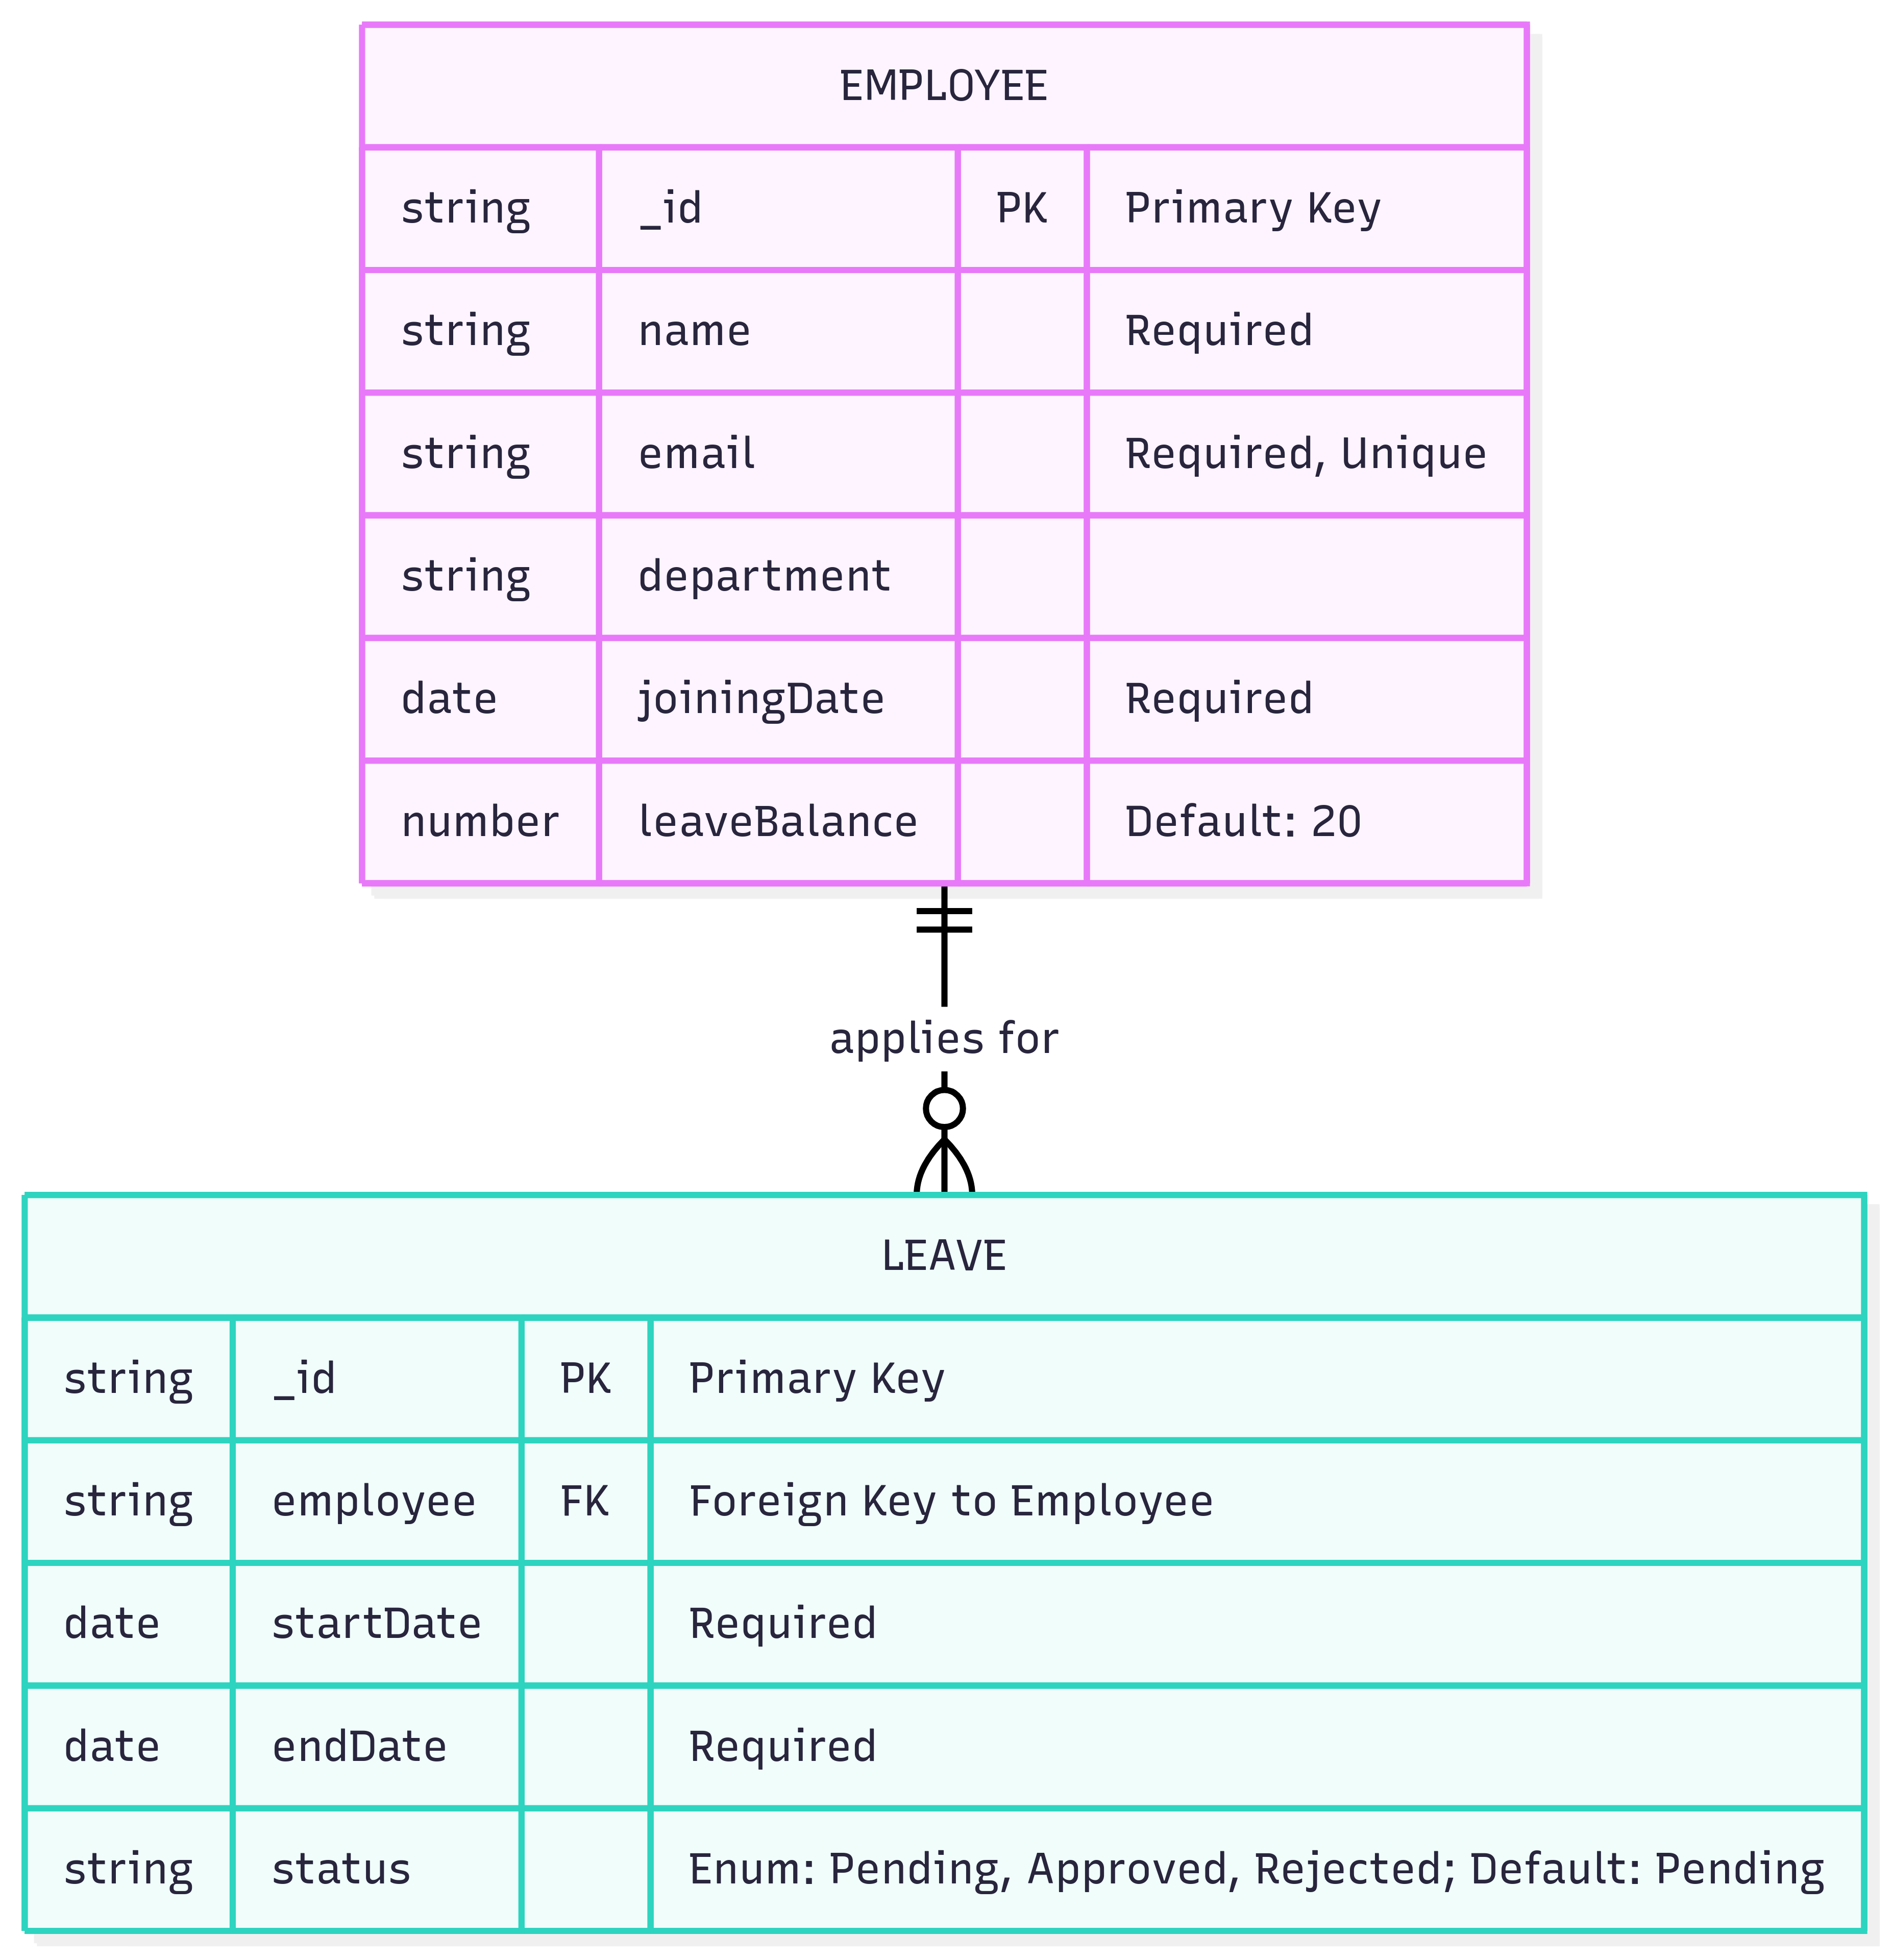 EMPLOYEE
string _id PK Primary Key
string name Required
string email Required, Unique
string department
date joiningDate Required
number leaveBalance Default: 20
applies for
LEAVE
string _id PK Primary Key
string employee FK Foreign Key to Employee
date startDate Required
date endDate Required
string status Enum: Pending, Approved, Rejected; Default: Pending